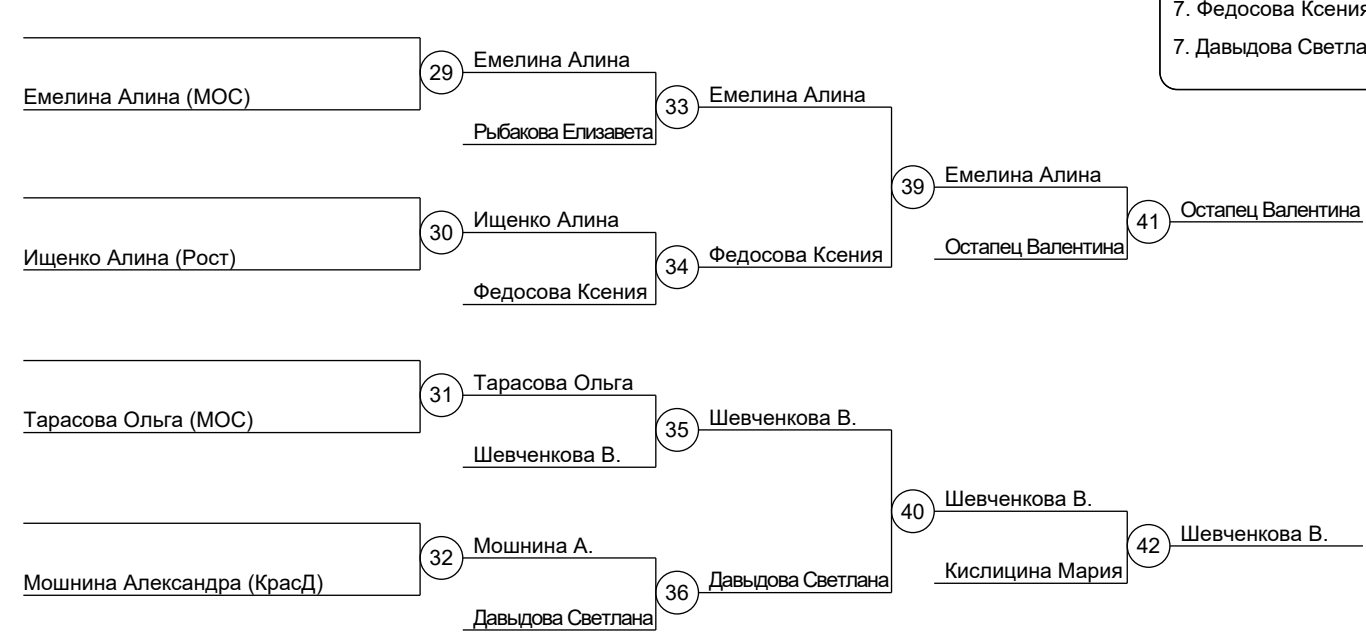 7. Федосова Ксения
7. Давыдова Светла
29
Емелина Алина
Емелина Алина (МОС)
33
Емелина Алина
Рыбакова Елизавета
39
Емелина Алина
30
Ищенко Алина
41
Остапец Валентина
Ищенко Алина (Рост)
34
Федосова Ксения
Остапец Валентина
Федосова Ксения
31
Тарасова Ольга
Тарасова Ольга (МОС)
35
Шевченкова В.
Шевченкова В.
40
Шевченкова В.
32
Мошнина А.
42
Шевченкова В.
Мошнина Александра (КрасД)
36
Давыдова Светлана
Кислицина Мария
Давыдова Светлана